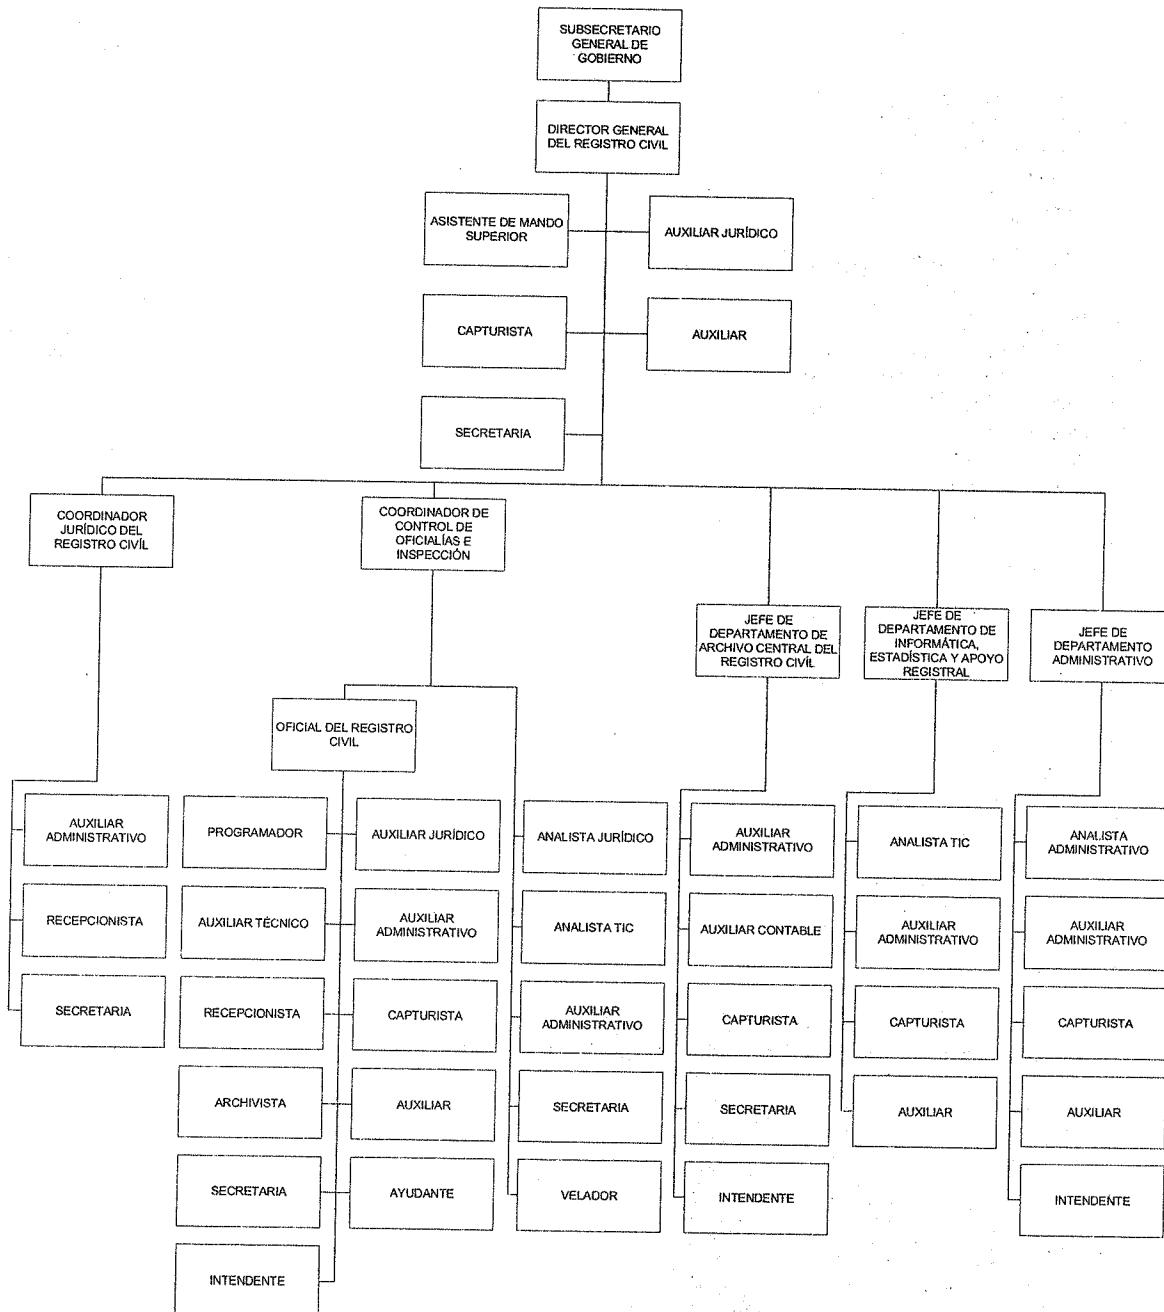 SUBSECRETARIO
GENERAL DE
GOBIERNO
DIRECTOR GENERAL
DEL REGISTRO CIVIL
ASISTENTE DE MANDO
SUPERIOR
AUXILIAR JURÍDICO
CAPTURISTA
AUXILIAR
SECRETARIA
COORDINADOR
JURÍDICO DEL
REGISTRO CIVÍL
COORDINADOR DE
CONTROL DE
OFICIALÍAS E
INSPECCIÓN
JEFE DE
DEPARTAMENTO DE
ARCHIVO CENTRAL DEL
REGISTRO CIVÍL
JEFE DE
DEPARTAMENTO DE
INFORMÁTICA,
ESTADÍSTICA Y APOYO
REGISTRAL
JEFE DE
DEPARTAMENTO
ADMINISTRATIVO
OFICIAL DEL REGISTRO
CIVIL
AUXILIAR
ADMINISTRATIVO
RECEPCIONISTA
SECRETARIA
PROGRAMADOR
AUXILIAR TÉCNICO
RECEPCIONISTA
ARCHIVISTA
SECRETARIA
INTENDENTE
AUXILIAR JURÍDICO
AUXILIAR
ADMINISTRATIVO
CAPTURISTA
AUXILIAR
AYUDANTE
ANALISTA JURÍDICO
ANALISTA TIC
AUXILIAR
ADMINISTRATIVO
SECRETARIA
VELADOR
AUXILIAR
ADMINISTRATIVO
AUXILIAR CONTABLE
CAPTURISTA
SECRETARIA
INTENDENTE
ANALISTA TIC
AUXILIAR
ADMINISTRATIVO
CAPTURISTA
AUXILIAR
ANALISTA
ADMINISTRATIVO
AUXILIAR
ADMINISTRATIVO
CAPTURISTA
AUXILIAR
INTENDENTE